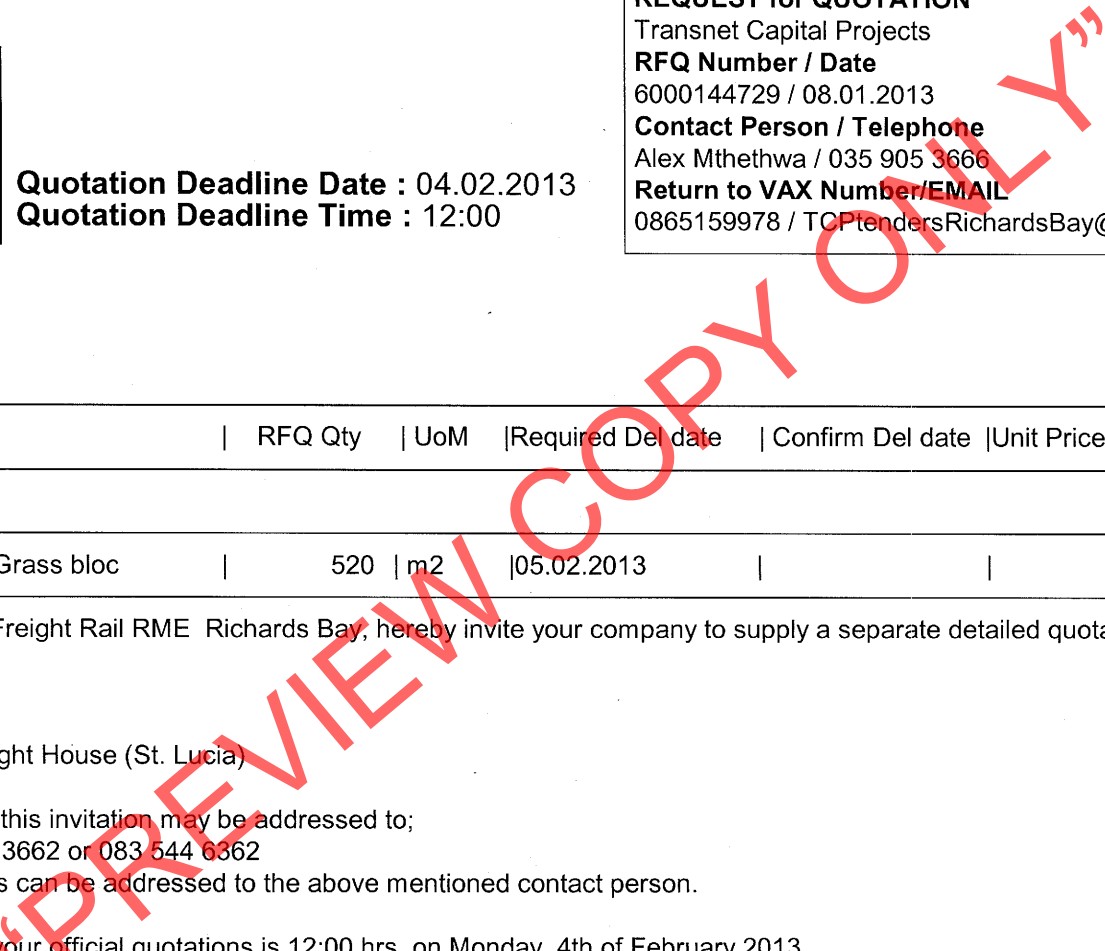 REQUEST for QUOTATION
Transnet Capital Projects
RFQ Number / Date
6000144729 / 08.01.2013
Contact Person / Telephone
Alex Mthethwa / 035 905 3666
Return to VAX Number/EMAIL
0865159978 / TCPtendersRichardsBay@
Quotation Deadline Date : 04.02.2013
Quotation Deadline Time : 12:00
| RFQ Qty | UoM |Required Del date | Confirm Del date |Unit Price
Grass bloc | 520 | m2 |05.02.2013 | |
Freight Rail RME Richards Bay, hereby invite your company to supply a separate detailed quota
ght House (St. Lucia)
this invitation may be addressed to;
3662 or 083 544 6362
s can be addressed to the above mentioned contact person.
your official quotations is 12:00 hrs. on Monday, 4th of February 2013
“PREVIEW COPY ONLY”